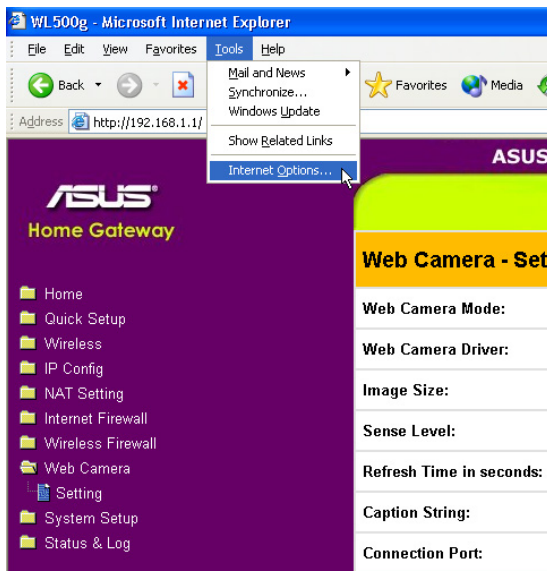 WL500g - Microsoft Internet Explorer
File Edit View Favorites Tools Help
Back Favorites Media
Mail and News
Synchronize...
Windows Update
Show Related Links
Internet Options...
Address http://192.168.1.1/
ASUS
ASUS
Home Gateway
Home
Quick Setup
Wireless
IP Config
NAT Setting
Internet Firewall
Wireless Firewall
Web Camera
Setting
System Setup
Status & Log
Web Camera - Set
Web Camera Mode:
Web Camera Driver:
Image Size:
Sense Level:
Refresh Time in seconds:
Caption String:
Connection Port: